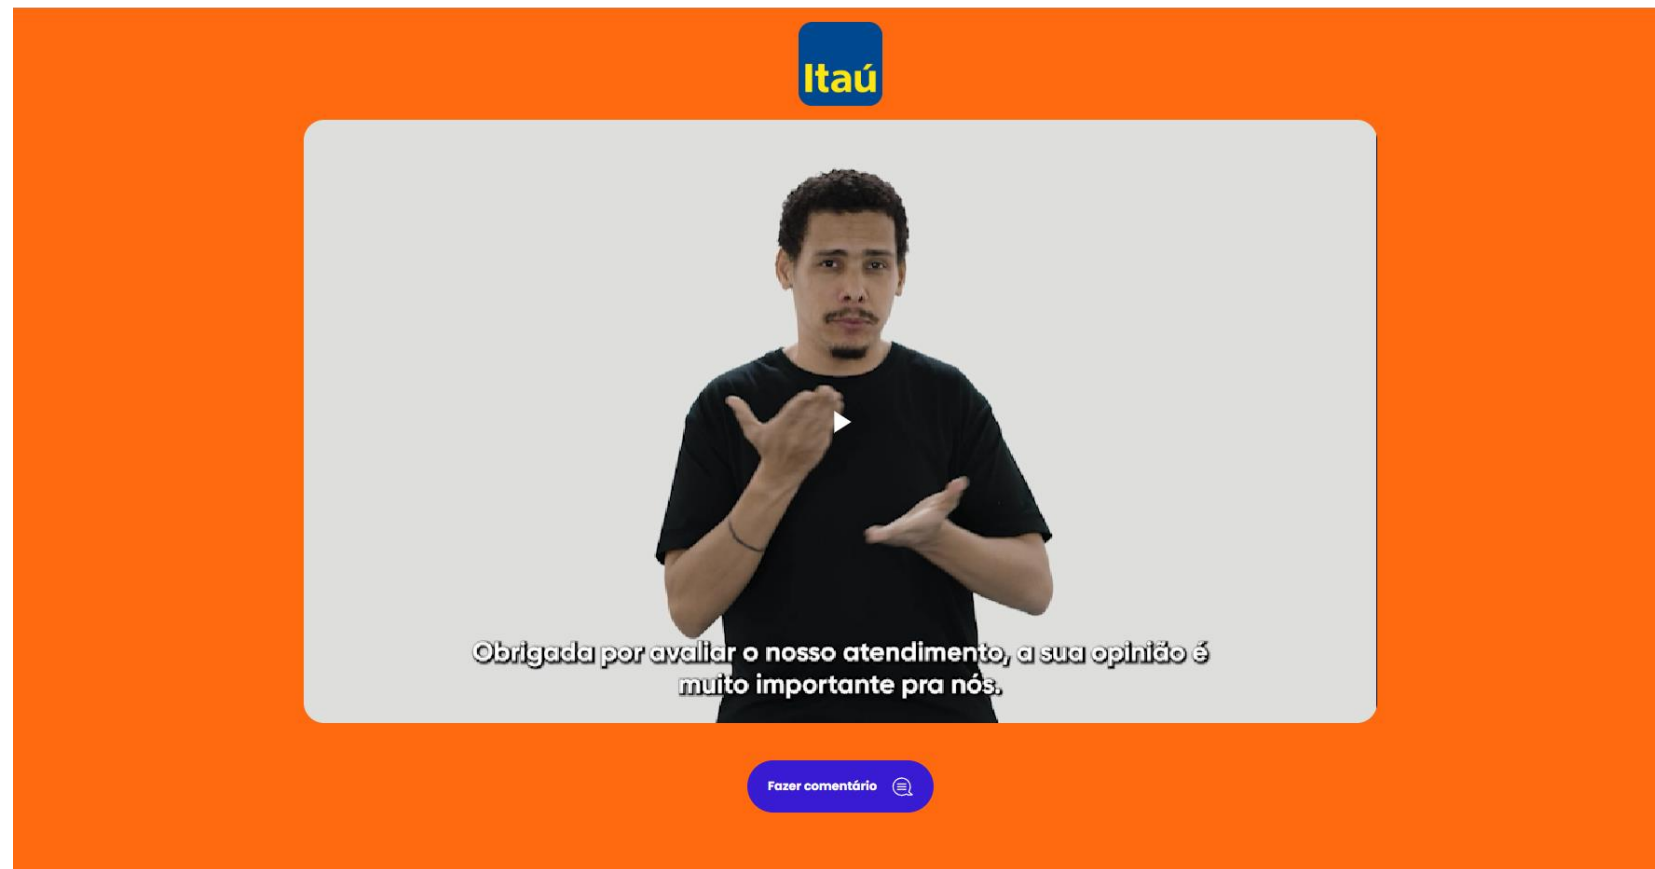 Itaú
Obrigada por avaliar o nosso atendimento, a sua opinião é
muito importante pra nós.
Fazer comentário